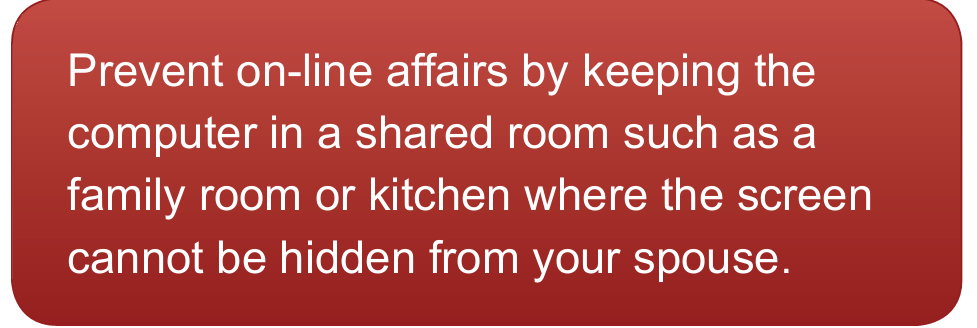 Prevent on-line affairs by keeping the
computer in a shared room such as a
family room or kitchen where the screen
cannot be hidden from your spouse.